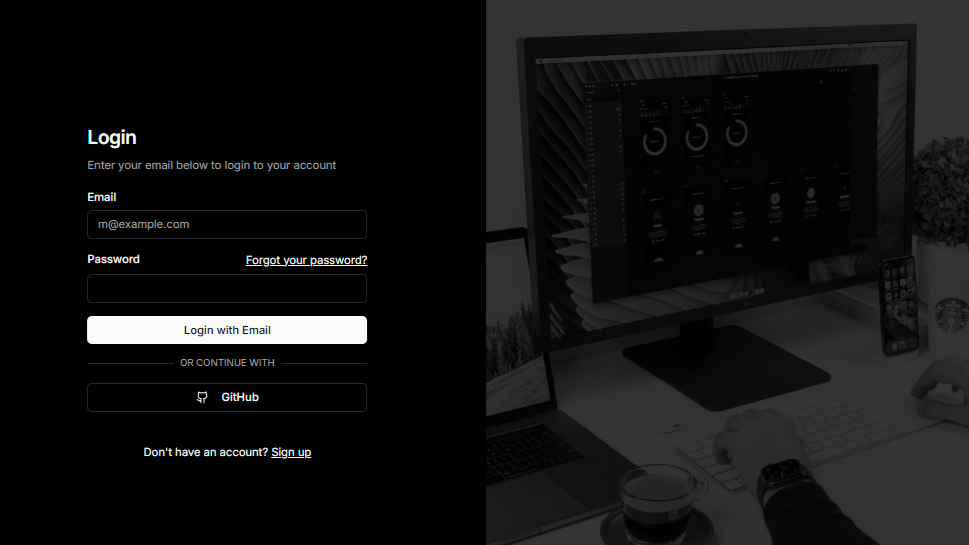 Login
Enter your email below to login to your account
Email
m@example.com
Password Forgot your password?
Login with Email
OR CONTINUE WITH
GitHub
Don't have an account? Sign up